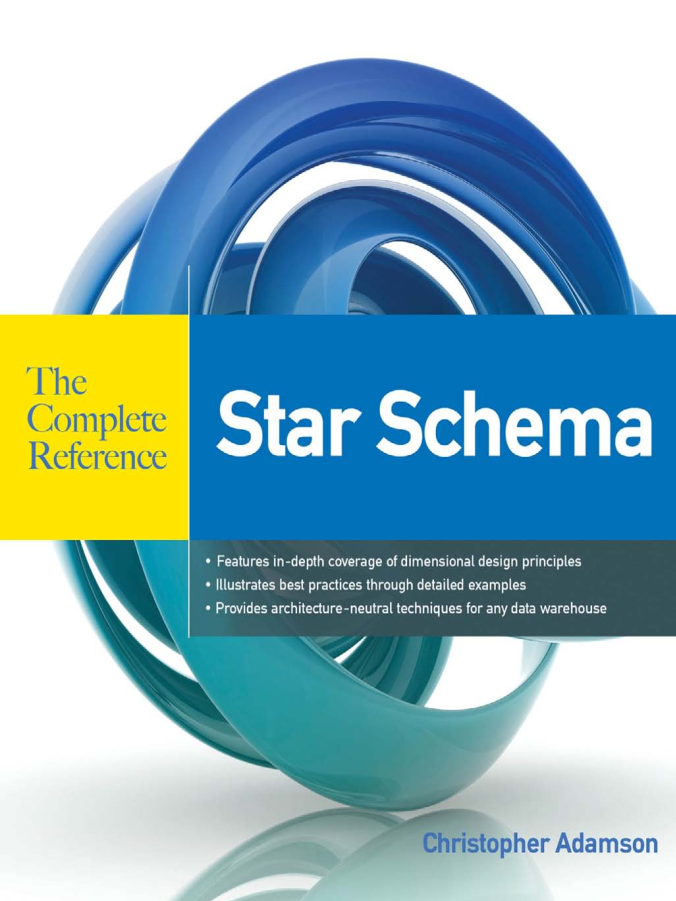 The
Complete
Reference
Star Schema
• Features in-depth coverage of dimensional design principles
• Illustrates best practices through detailed examples
• Provides architecture-neutral techniques for any data warehouse
Christopher Adamson